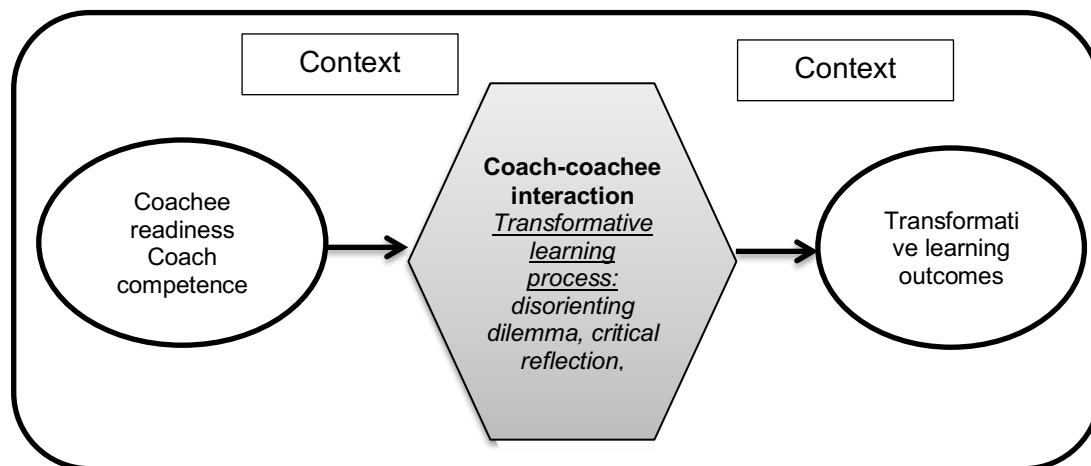 Context
Context
Coachee
readiness
Coach
competence
Coach-coachee
interaction
Transformative
learning
process:
disorienting
dilemma, critical
reflection,
Transformati
ve learning
outcomes